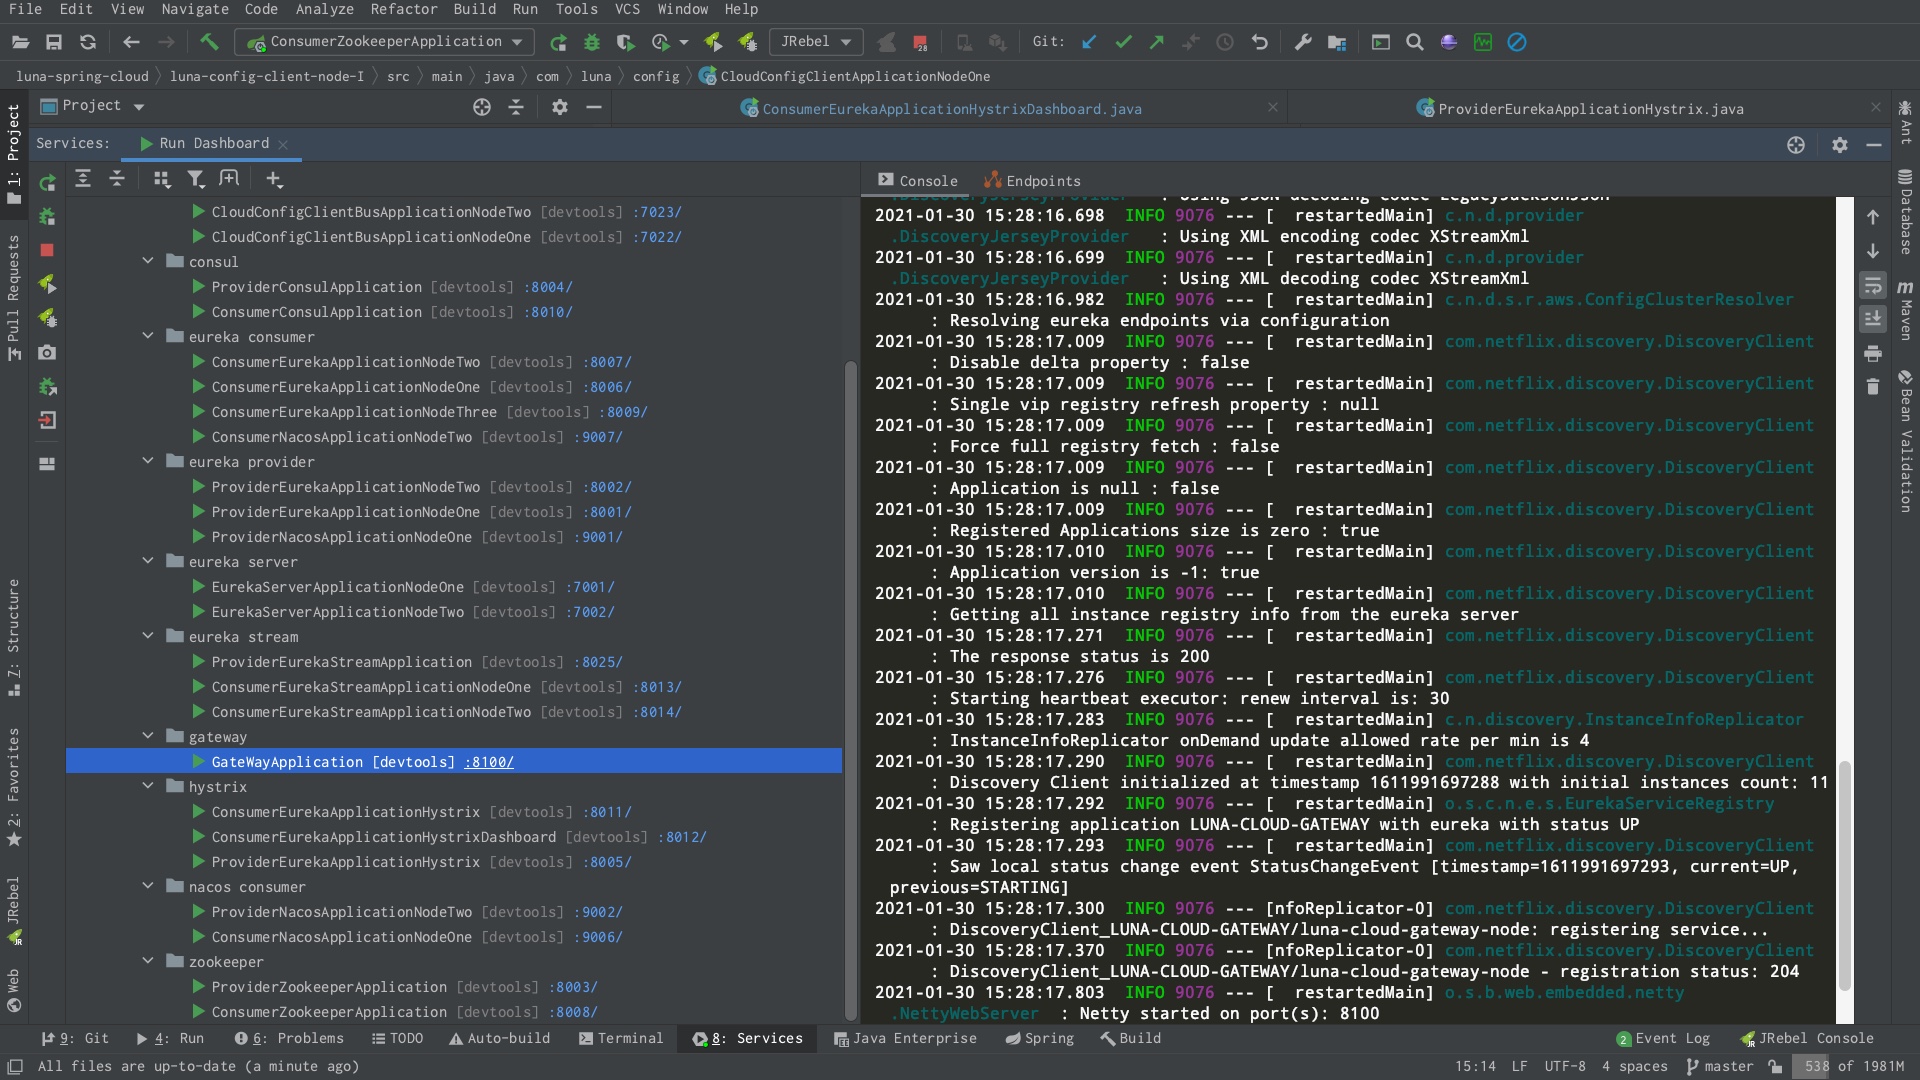 File Edit View Navigate Code Analyze Refactor Build Run Tools VCS Window Help
ConsumerZookeeperApplication JRebel 28 Git:
luna-spring-cloud luna-config-client-node-I src main java com luna config CloudConfigClientApplicationNodeOne
Project ConsumerEurekaApplicationHystrixDashboard.java ProviderEurekaApplicationHystrix.java
Services: Run Dashboard
Console Endpoints
1: Project
Pull Requests
7: Structure
2: Favorites
JRebel
Web
CloudConfigClientBusApplicationNodeTwo [devtools] :7023/
CloudConfigClientBusApplicationNodeOne [devtools] :7022/
consul
ProviderConsulApplication [devtools] :8004/
ConsumerConsulApplication [devtools] :8010/
eureka consumer
ConsumerEurekaApplicationNodeTwo [devtools] :8007/
ConsumerEurekaApplicationNodeOne [devtools] :8006/
ConsumerEurekaApplicationNodeThree [devtools] :8009/
ConsumerNacosApplicationNodeTwo [devtools] :9007/
eureka provider
ProviderEurekaApplicationNodeTwo [devtools] :8002/
ProviderEurekaApplicationNodeOne [devtools] :8001/
ProviderNacosApplicationNodeOne [devtools] :9001/
eureka server
EurekaServerApplicationNodeOne [devtools] :7001/
EurekaServerApplicationNodeTwo [devtools] :7002/
eureka stream
ProviderEurekaStreamApplication [devtools] :8025/
ConsumerEurekaStreamApplicationNodeOne [devtools] :8013/
ConsumerEurekaStreamApplicationNodeTwo [devtools] :8014/
gateway
GateWayApplication [devtools] :8100/
hystrix
ConsumerEurekaApplicationHystrix [devtools] :8011/
ConsumerEurekaApplicationHystrixDashboard [devtools] :8012/
ProviderEurekaApplicationHystrix [devtools] :8005/
nacos consumer
ProviderNacosApplicationNodeTwo [devtools] :9002/
ConsumerNacosApplicationNodeOne [devtools] :9006/
zookeeper
ProviderZookeeperApplication [devtools] :8003/
ConsumerZookeeperApplication [devtools] :8008/
.DiscoveryJerseyProvider : Using JSON decoding codec LegacyJacksonJson
2021-01-30 15:28:16.698 INFO 9076 --- [ restartedMain] c.n.d.provider
.DiscoveryJerseyProvider : Using XML encoding codec XStreamXml
2021-01-30 15:28:16.699 INFO 9076 --- [ restartedMain] c.n.d.provider
.DiscoveryJerseyProvider : Using XML decoding codec XStreamXml
2021-01-30 15:28:16.982 INFO 9076 --- [ restartedMain] c.n.d.s.r.aws.ConfigClusterResolver
: Resolving eureka endpoints via configuration
2021-01-30 15:28:17.009 INFO 9076 --- [ restartedMain] com.netflix.discovery.DiscoveryClient
: Disable delta property : false
2021-01-30 15:28:17.009 INFO 9076 --- [ restartedMain] com.netflix.discovery.DiscoveryClient
: Single vip registry refresh property : null
2021-01-30 15:28:17.009 INFO 9076 --- [ restartedMain] com.netflix.discovery.DiscoveryClient
: Force full registry fetch : false
2021-01-30 15:28:17.009 INFO 9076 --- [ restartedMain] com.netflix.discovery.DiscoveryClient
: Application is null : false
2021-01-30 15:28:17.009 INFO 9076 --- [ restartedMain] com.netflix.discovery.DiscoveryClient
: Registered Applications size is zero : true
2021-01-30 15:28:17.010 INFO 9076 --- [ restartedMain] com.netflix.discovery.DiscoveryClient
: Application version is -1: true
2021-01-30 15:28:17.010 INFO 9076 --- [ restartedMain] com.netflix.discovery.DiscoveryClient
: Getting all instance registry info from the eureka server
2021-01-30 15:28:17.271 INFO 9076 --- [ restartedMain] com.netflix.discovery.DiscoveryClient
: The response status is 200
2021-01-30 15:28:17.276 INFO 9076 --- [ restartedMain] com.netflix.discovery.DiscoveryClient
: Starting heartbeat executor: renew interval is: 30
2021-01-30 15:28:17.283 INFO 9076 --- [ restartedMain] c.n.discovery.InstanceInfoReplicator
: InstanceInfoReplicator onDemand update allowed rate per min is 4
2021-01-30 15:28:17.290 INFO 9076 --- [ restartedMain] com.netflix.discovery.DiscoveryClient
: Discovery Client initialized at timestamp 1611991697288 with initial instances count: 11
2021-01-30 15:28:17.292 INFO 9076 --- [ restartedMain] o.s.c.n.e.s.EurekaServiceRegistry
: Registering application LUNA-CLOUD-GATEWAY with eureka with status UP
2021-01-30 15:28:17.293 INFO 9076 --- [ restartedMain] com.netflix.discovery.DiscoveryClient
: Saw local status change event StatusChangeEvent [timestamp=1611991697293, current=UP,
previous=STARTING]
2021-01-30 15:28:17.300 INFO 9076 --- [nfoReplicator-0] com.netflix.discovery.DiscoveryClient
: DiscoveryClient_LUNA-CLOUD-GATEWAY/luna-cloud-gateway-node: registering service...
2021-01-30 15:28:17.370 INFO 9076 --- [nfoReplicator-0] com.netflix.discovery.DiscoveryClient
: DiscoveryClient_LUNA-CLOUD-GATEWAY/luna-cloud-gateway-node - registration status: 204
2021-01-30 15:28:17.803 INFO 9076 --- [ restartedMain] o.s.b.web.embedded.netty
.NettyWebServer : Netty started on port(s): 8100
Ant
Database
Maven
Bean Validation
9: Git 4: Run 6: Problems TODO Auto-build Terminal 8: Services Java Enterprise Spring Build 2 Event Log JRebel Console
All files are up-to-date (a minute ago) 15:14 LF UTF-8 4 spaces master 538 of 1981M